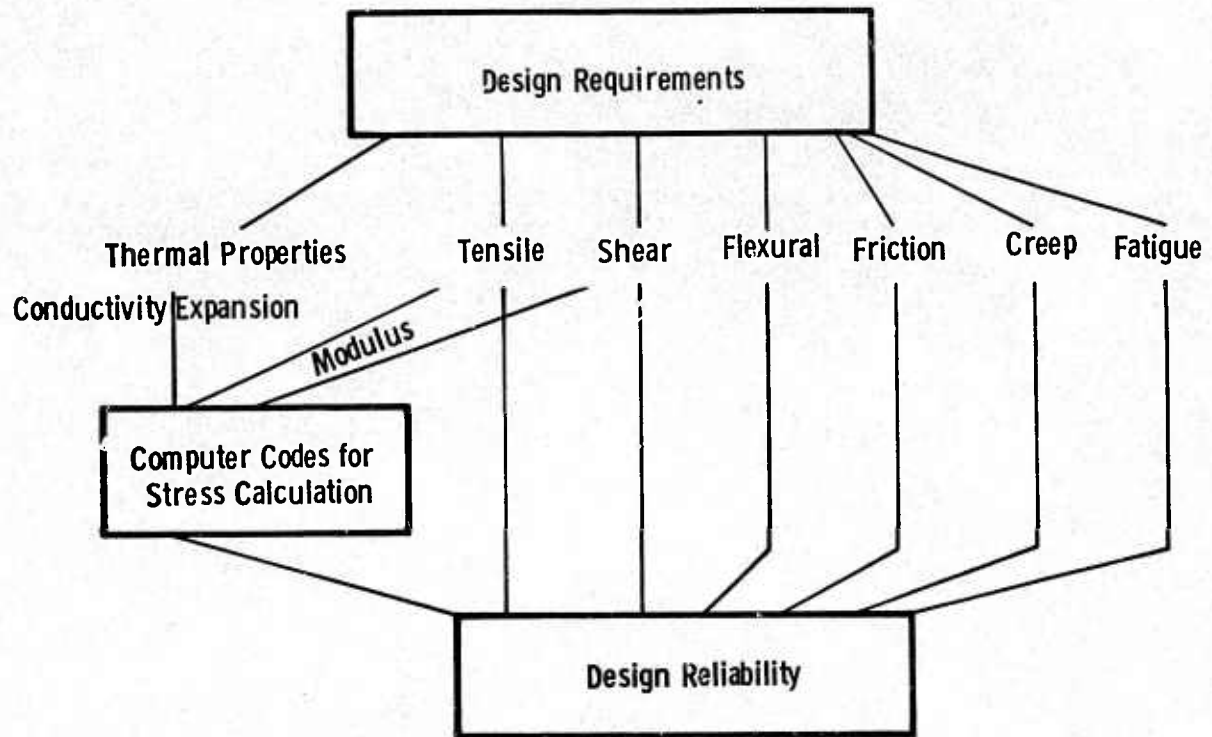 Design Requirements
Thermal Properties
Tensile
Shear
Flexural
Friction
Creep
Fatigue
Conductivity Expansion
Modulus
Computer Codes for
Stress Calculation
Design Reliability